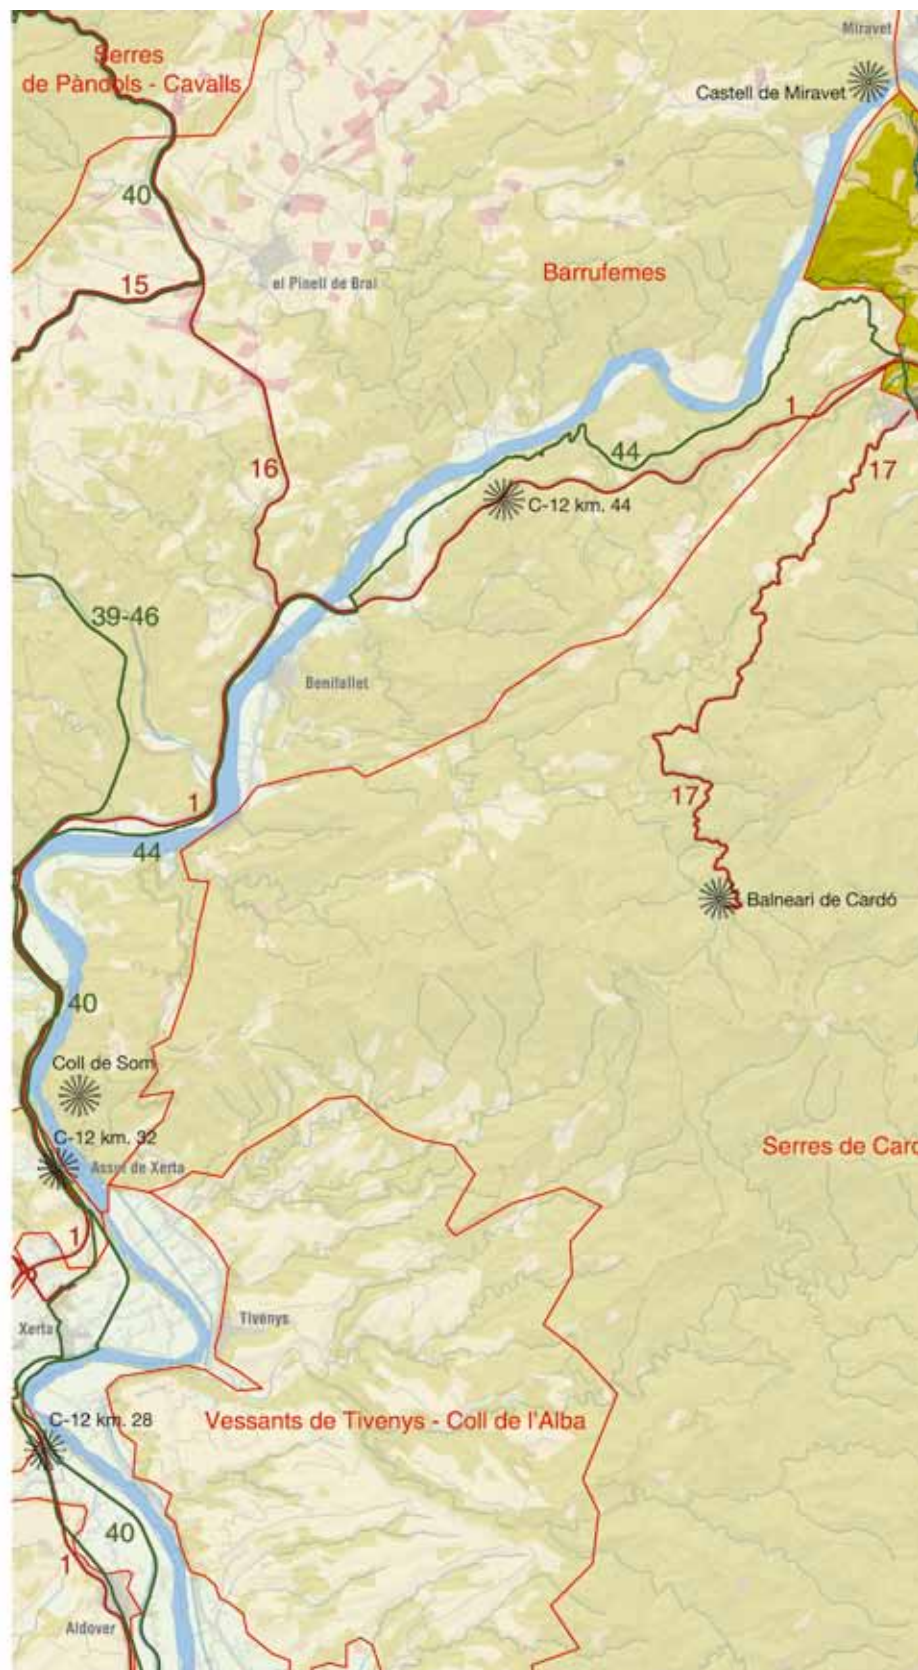 Miravet
Serres
de Pàndols - Cavalls
Castell de Miravet
40
Barrufemes
15
el Pinell de Brai
1
44
16
17
C-12 km. 44
39-46
Benifallet
1
17
44
Balneari de Cardó
40
Coll de Som
C-12 km. 32
Assut de Xerta
Serres de Card
1
Tivenys
Xerta
C-12 km. 28
Vessants de Tivenys - Coll de l'Alba
40
1
Aldover